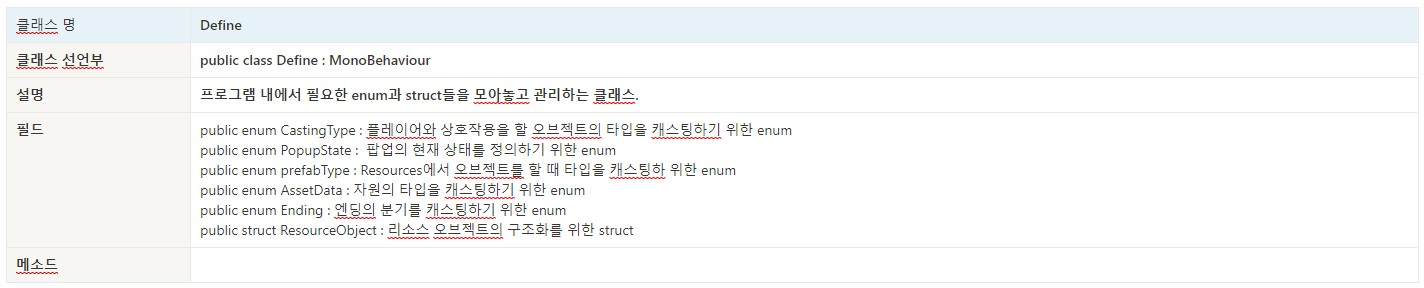 클래스 명 Define
클래스 선언부 public class Define : MonoBehaviour
설명 프로그램 내에서 필요한 enum과 struct들을 모아놓고 관리하는 클래스.
필드 public enum CastingType : 플레이어와 상호작용을 할 오브젝트의 타입을 캐스팅하기 위한 enum
public enum PopupState :  팝업의 현재 상태를 정의하기 위한 enum
public enum prefabType : Resources에서 오브젝트를 할 때 타입을 캐스팅하 위한 enum
public enum AssetData : 자원의 타입을 캐스팅하기 위한 enum
public enum Ending : 엔딩의 분기를 캐스팅하기 위한 enum
public struct ResourceObject : 리소스 오브젝트의 구조화를 위한 struct
메소드